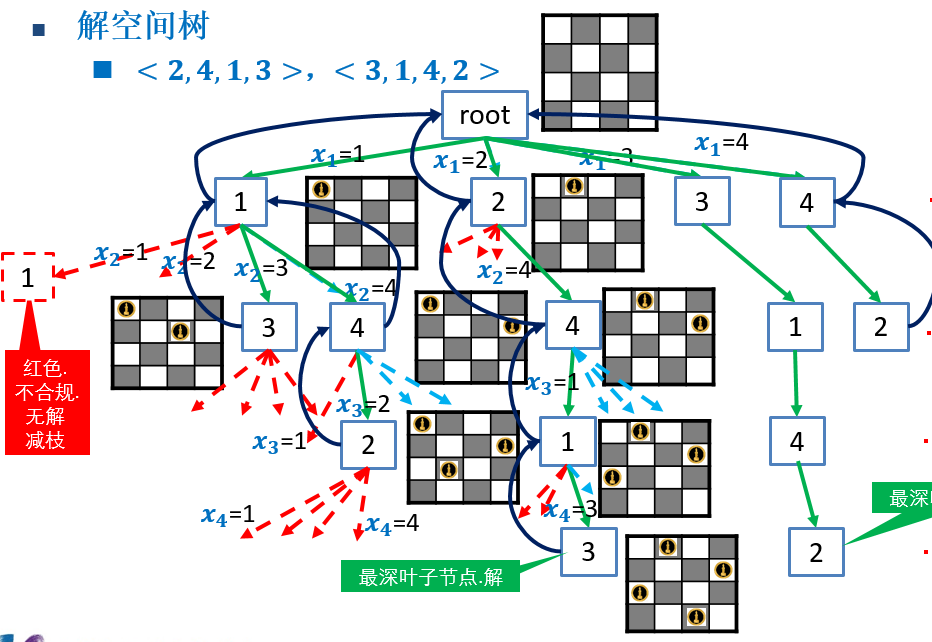 解空间树
< 2, 4, 1, 3 >， < 3, 1, 4, 2 >
root
x₁=1
x₁=2
x₁=3
x₁=4
1
2
3
4
x₂=1
x₂=2
x₂=3
x₂=4
x₂=4
1
3
4
4
1
2
红色.
不合规.
无解
减枝
x₃=2
x₃=1
x₃=1
2
1
4
x₄=1
x₄=4
x₄=3
3
2
最深
最深叶子节点.解